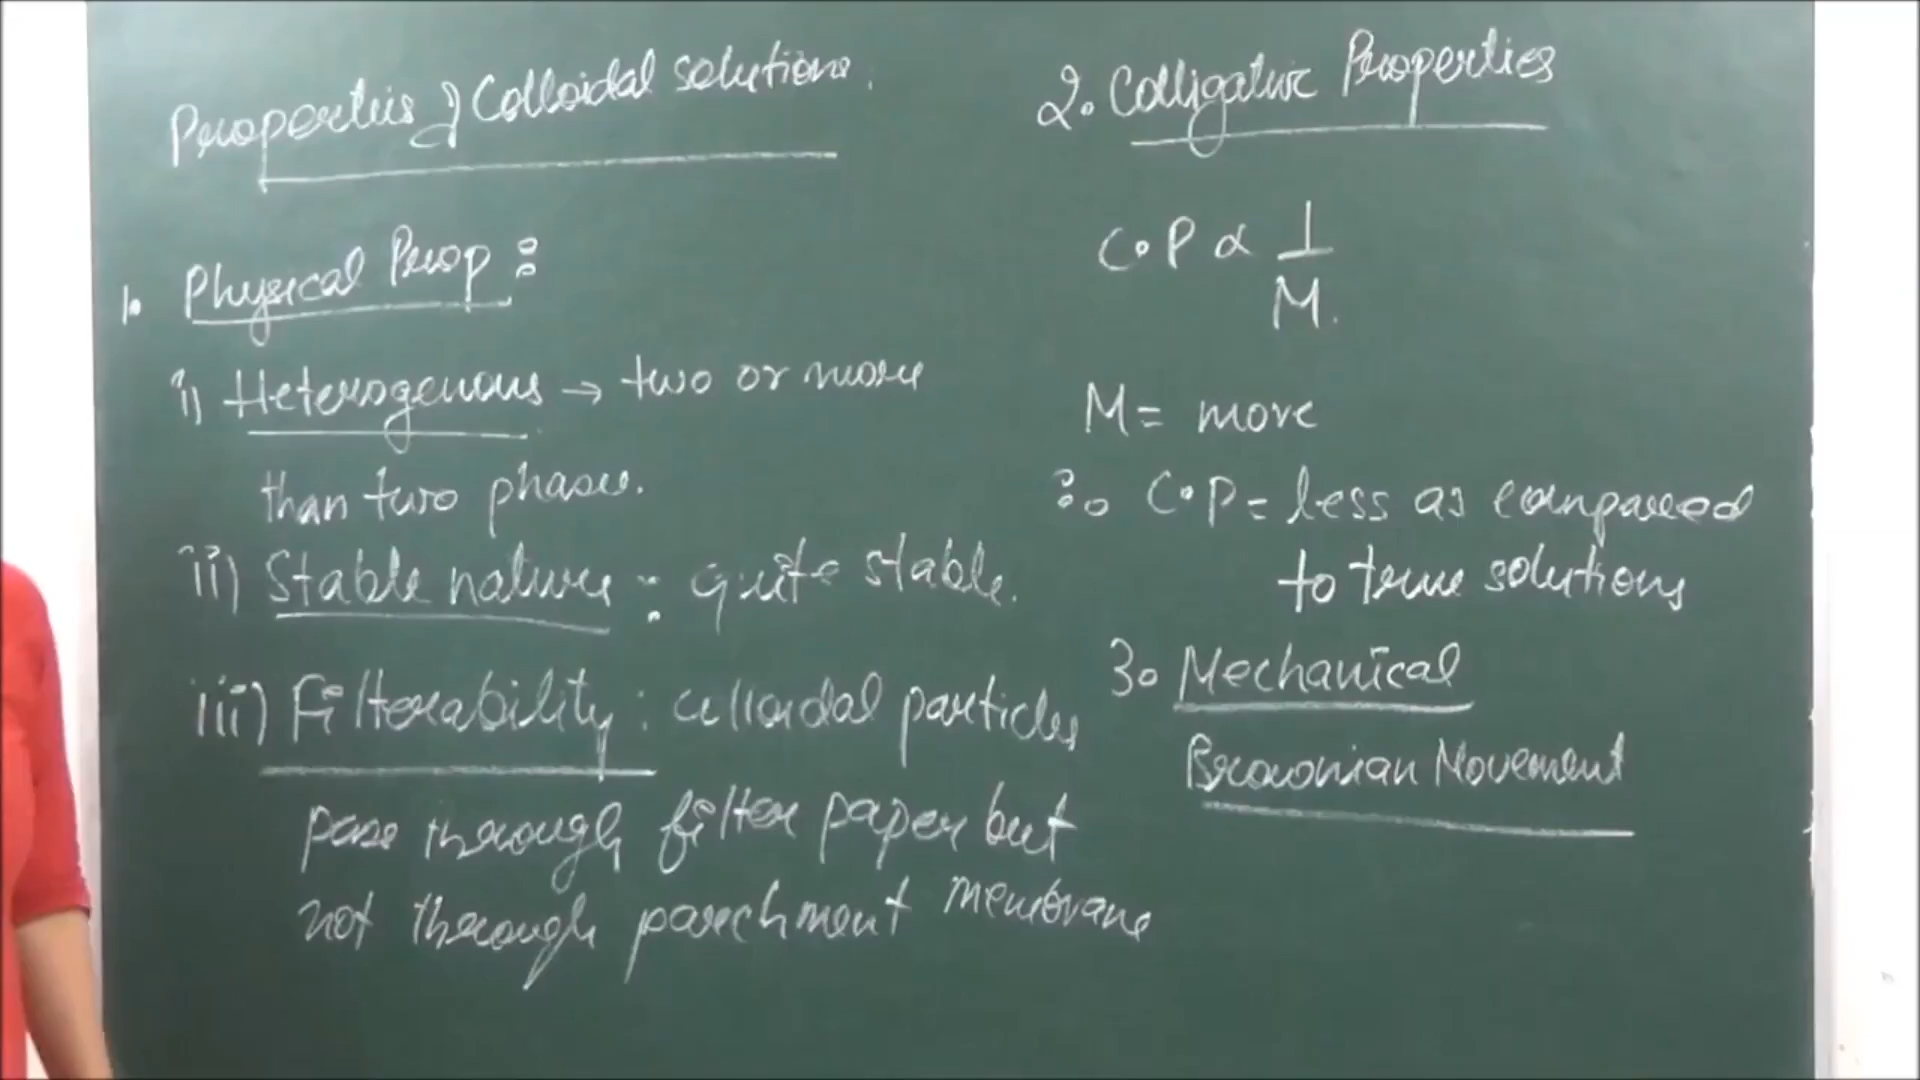 Properties of Colloidal solutions.
1. Physical Prop :
i) Heterogenous → two or more
than two phases.
ii) Stable nature : quite stable.
iii) Filterability : colloidal particles
pass through filter paper but
not through parchment membrane
2. Colligative Properties
C.P ∝ 1/M.
M = more
∴ C.P = less as compared
to true solutions
3. Mechanical
Brownian Movement